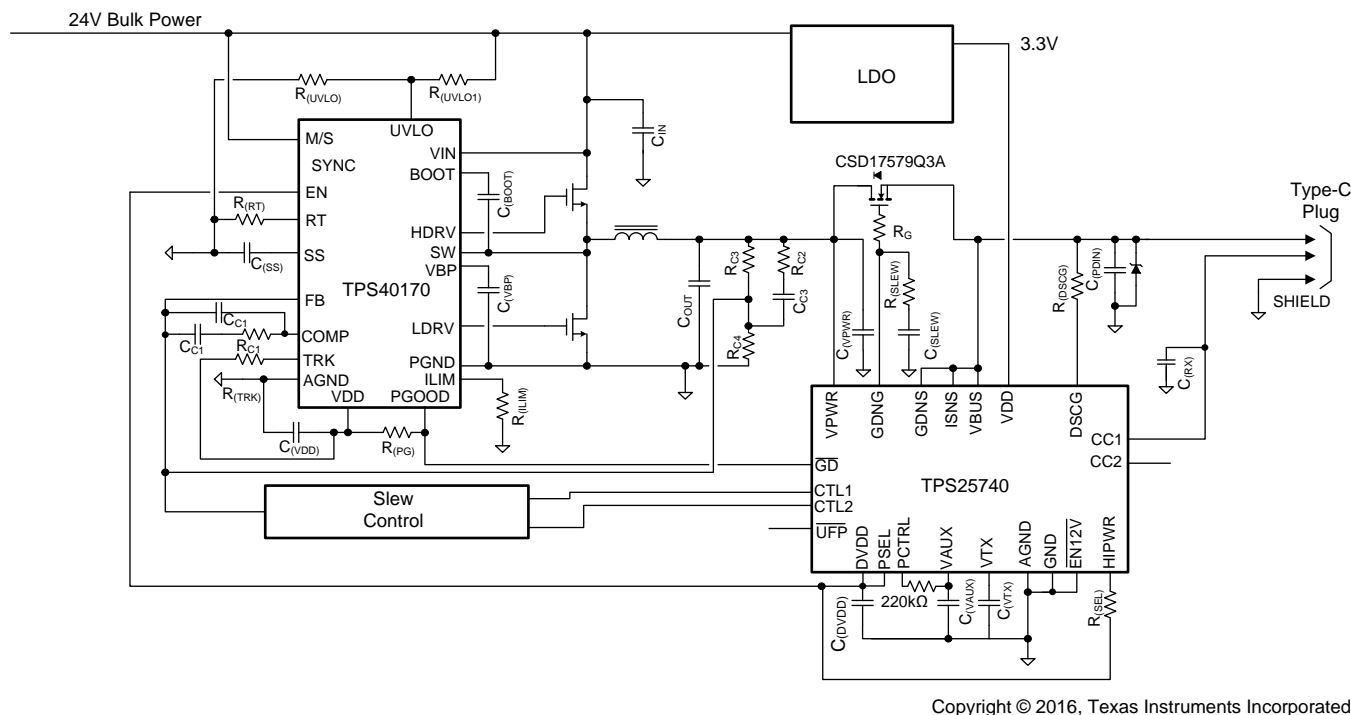 24V Bulk Power
3.3V
LDO
R(UVLO)
R(UVLO1)
UVLO
M/S
SYNC
EN
RT
SS
FB
COMP
TRK
AGND
VDD
PGOOD
VIN
BOOT
HDRV
SW
VBP
LDRV
PGND
ILIM
TPS40170
R(RT)
C(SS)
CC1
CC1
RC1
R(TRK)
C(VDD)
R(PG)
R(ILIM)
CIN
C(BOOT)
C(VBP)
COUT
RC3
RC2
CC3
RC4
CSD17579Q3A
RG
R(SLEW)
C(SLEW)
C(VPWR)
R(DSCG)
C(PDIN)
Type-C
Plug
SHIELD
C(RX)
VPWR
GDNG
GDNS
ISNS
VBUS
VDD
DSCG
CC1
CC2
GD
CTL1
CTL2
UFP
TPS25740
DVDD
PSEL
PCTRL
VAUX
VTX
AGND
GND
EN12V
HIPWR
Slew
Control
220kΩ
C(DVDD)
C(VAUX)
C(VTX)
R(SEL)
Copyright © 2016, Texas Instruments Incorporated